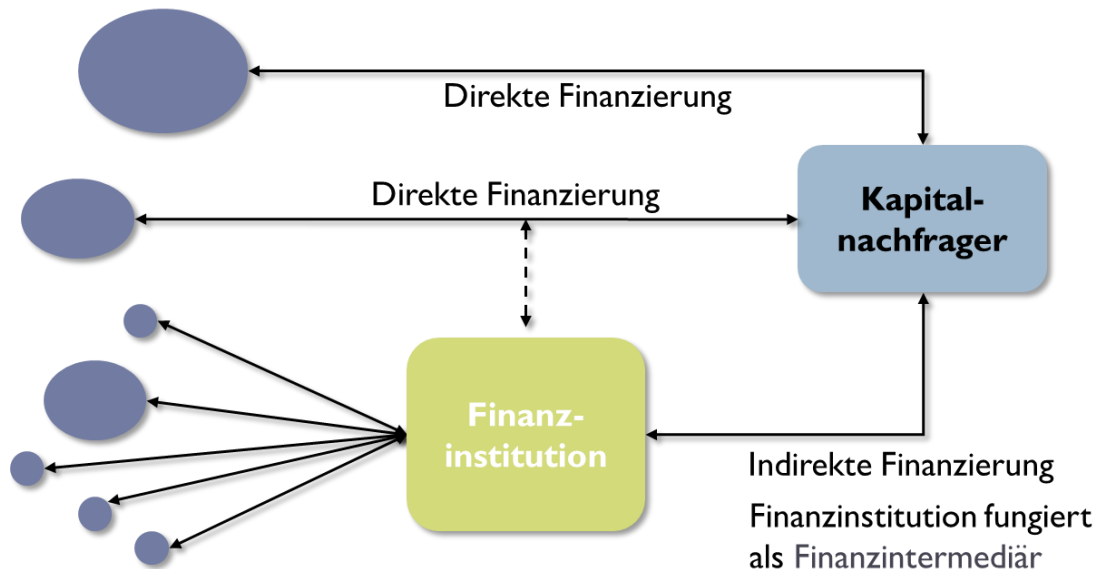 Direkte Finanzierung
Direkte Finanzierung
Kapital-
nachfrager
Finanz-
institution
Indirekte Finanzierung
Finanzinstitution fungiert
als Finanzintermediär